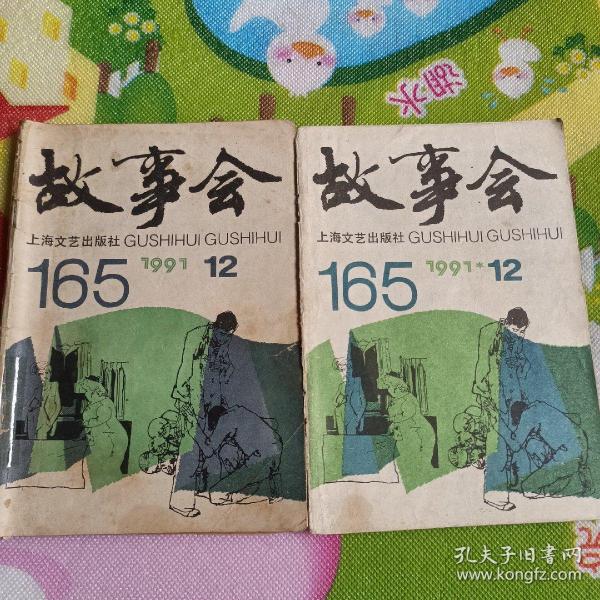 湖水
故事会
上海文艺出版社 GUSHIHUI GUSHIHUI
165 1991 12
故事会
上海文艺出版社 GUSHIHUI GUSHIHUI
165 1991*12
孔夫子旧书网
www.kongfz.com